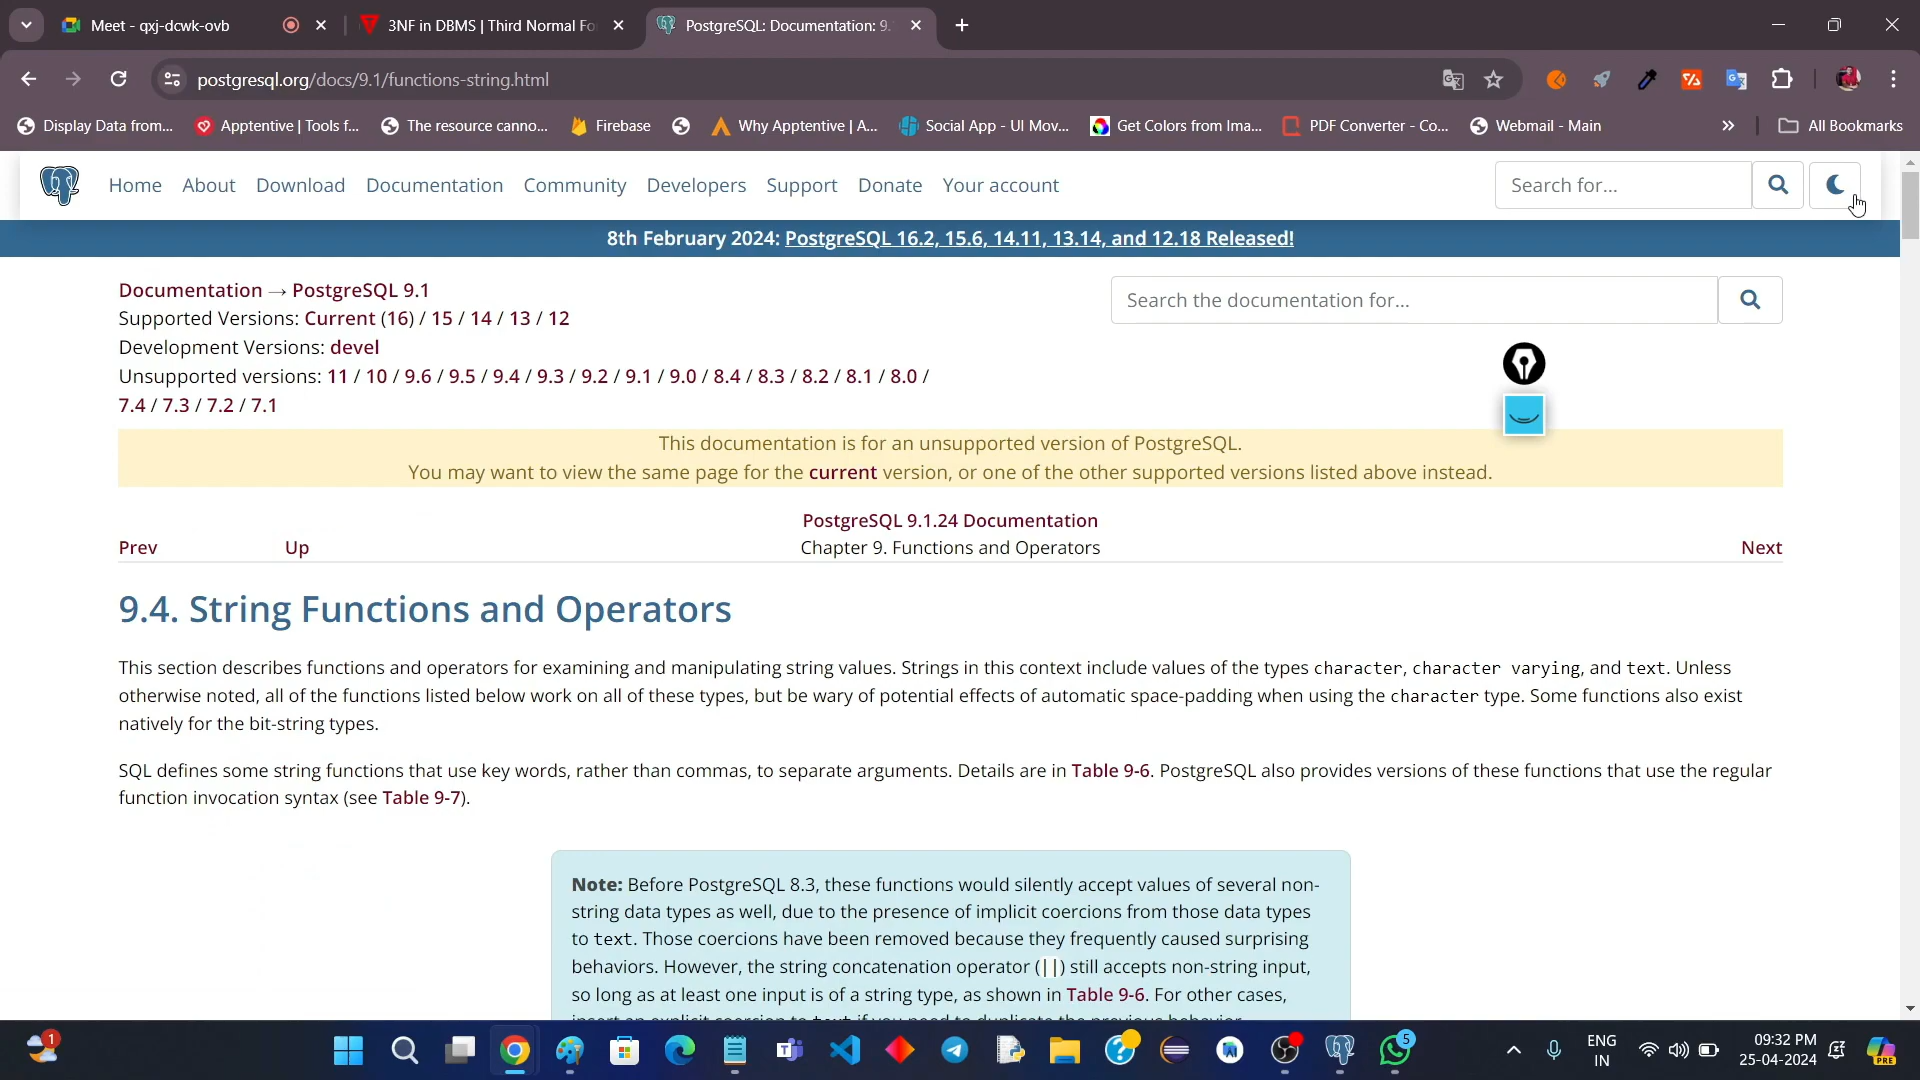 Meet - qxj-dcwk-ovb
3NF in DBMS | Third Normal Fo
PostgreSQL: Documentation: 9.
postgresql.org/docs/9.1/functions-string.html
Display Data from...
Apptentive | Tools f...
The resource canno...
Firebase
Why Apptentive | A...
Social App - UI Mov...
Get Colors from Ima...
PDF Converter - Co...
Webmail - Main
All Bookmarks
Home
About
Download
Documentation
Community
Developers
Support
Donate
Your account
Search for...
8th February 2024: PostgreSQL 16.2, 15.6, 14.11, 13.14, and 12.18 Released!
Documentation → PostgreSQL 9.1
Supported Versions: Current (16) / 15 / 14 / 13 / 12
Development Versions: devel
Unsupported versions: 11 / 10 / 9.6 / 9.5 / 9.4 / 9.3 / 9.2 / 9.1 / 9.0 / 8.4 / 8.3 / 8.2 / 8.1 / 8.0 /
7.4 / 7.3 / 7.2 / 7.1
Search the documentation for...
This documentation is for an unsupported version of PostgreSQL.
You may want to view the same page for the current version, or one of the other supported versions listed above instead.
PostgreSQL 9.1.24 Documentation
Prev
Up
Chapter 9. Functions and Operators
Next
9.4. String Functions and Operators
This section describes functions and operators for examining and manipulating string values. Strings in this context include values of the types character, character varying, and text. Unless
otherwise noted, all of the functions listed below work on all of these types, but be wary of potential effects of automatic space-padding when using the character type. Some functions also exist
natively for the bit-string types.
SQL defines some string functions that use key words, rather than commas, to separate arguments. Details are in Table 9-6. PostgreSQL also provides versions of these functions that use the regular
function invocation syntax (see Table 9-7).
Note: Before PostgreSQL 8.3, these functions would silently accept values of several non-
string data types as well, due to the presence of implicit coercions from those data types
to text. Those coercions have been removed because they frequently caused surprising
behaviors. However, the string concatenation operator (||) still accepts non-string input,
so long as at least one input is of a string type, as shown in Table 9-6. For other cases,
insert an explicit coercion to text if you need to duplicate the previous behavior.
1
5
ENG
IN
09:32 PM
25-04-2024
PRE